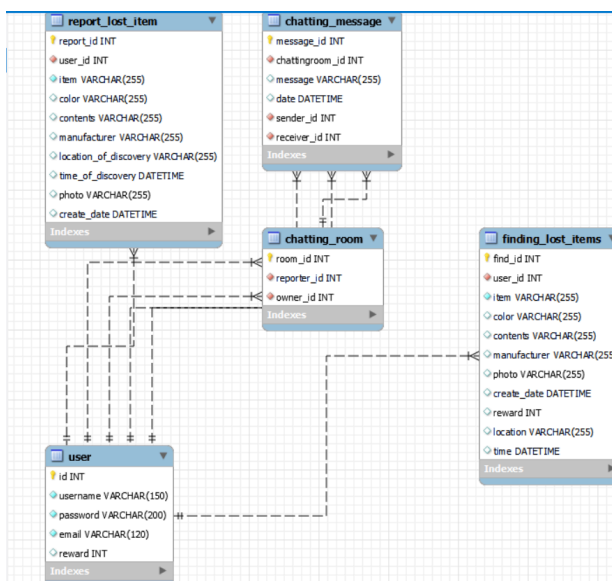 report_lost_item
report_id INT
user_id INT
item VARCHAR(255)
color VARCHAR(255)
contents VARCHAR(255)
manufacturer VARCHAR(255)
location_of_discovery VARCHAR(255)
time_of_discovery DATETIME
photo VARCHAR(255)
create_date DATETIME
Indexes
chatting_message
message_id INT
chattingroom_id INT
message VARCHAR(255)
date DATETIME
sender_id INT
receiver_id INT
Indexes
chatting_room
room_id INT
reporter_id INT
owner_id INT
Indexes
finding_lost_items
find_id INT
user_id INT
item VARCHAR(255)
color VARCHAR(255)
contents VARCHAR(255)
manufacturer VARCHAR(255
photo VARCHAR(255)
create_date DATETIME
reward INT
location VARCHAR(255)
time DATETIME
Indexes
user
id INT
username VARCHAR(150)
password VARCHAR(200)
email VARCHAR(120)
reward INT
Indexes